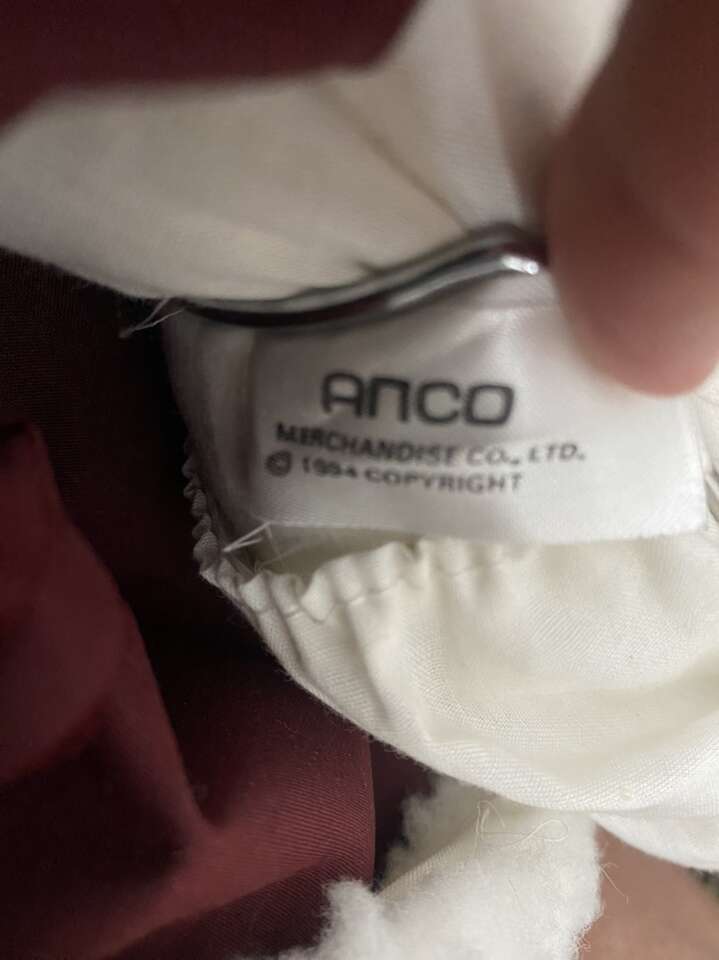 ANCO
MERCHANDISE CO., LTD.
© 1994 COPYRIGHT